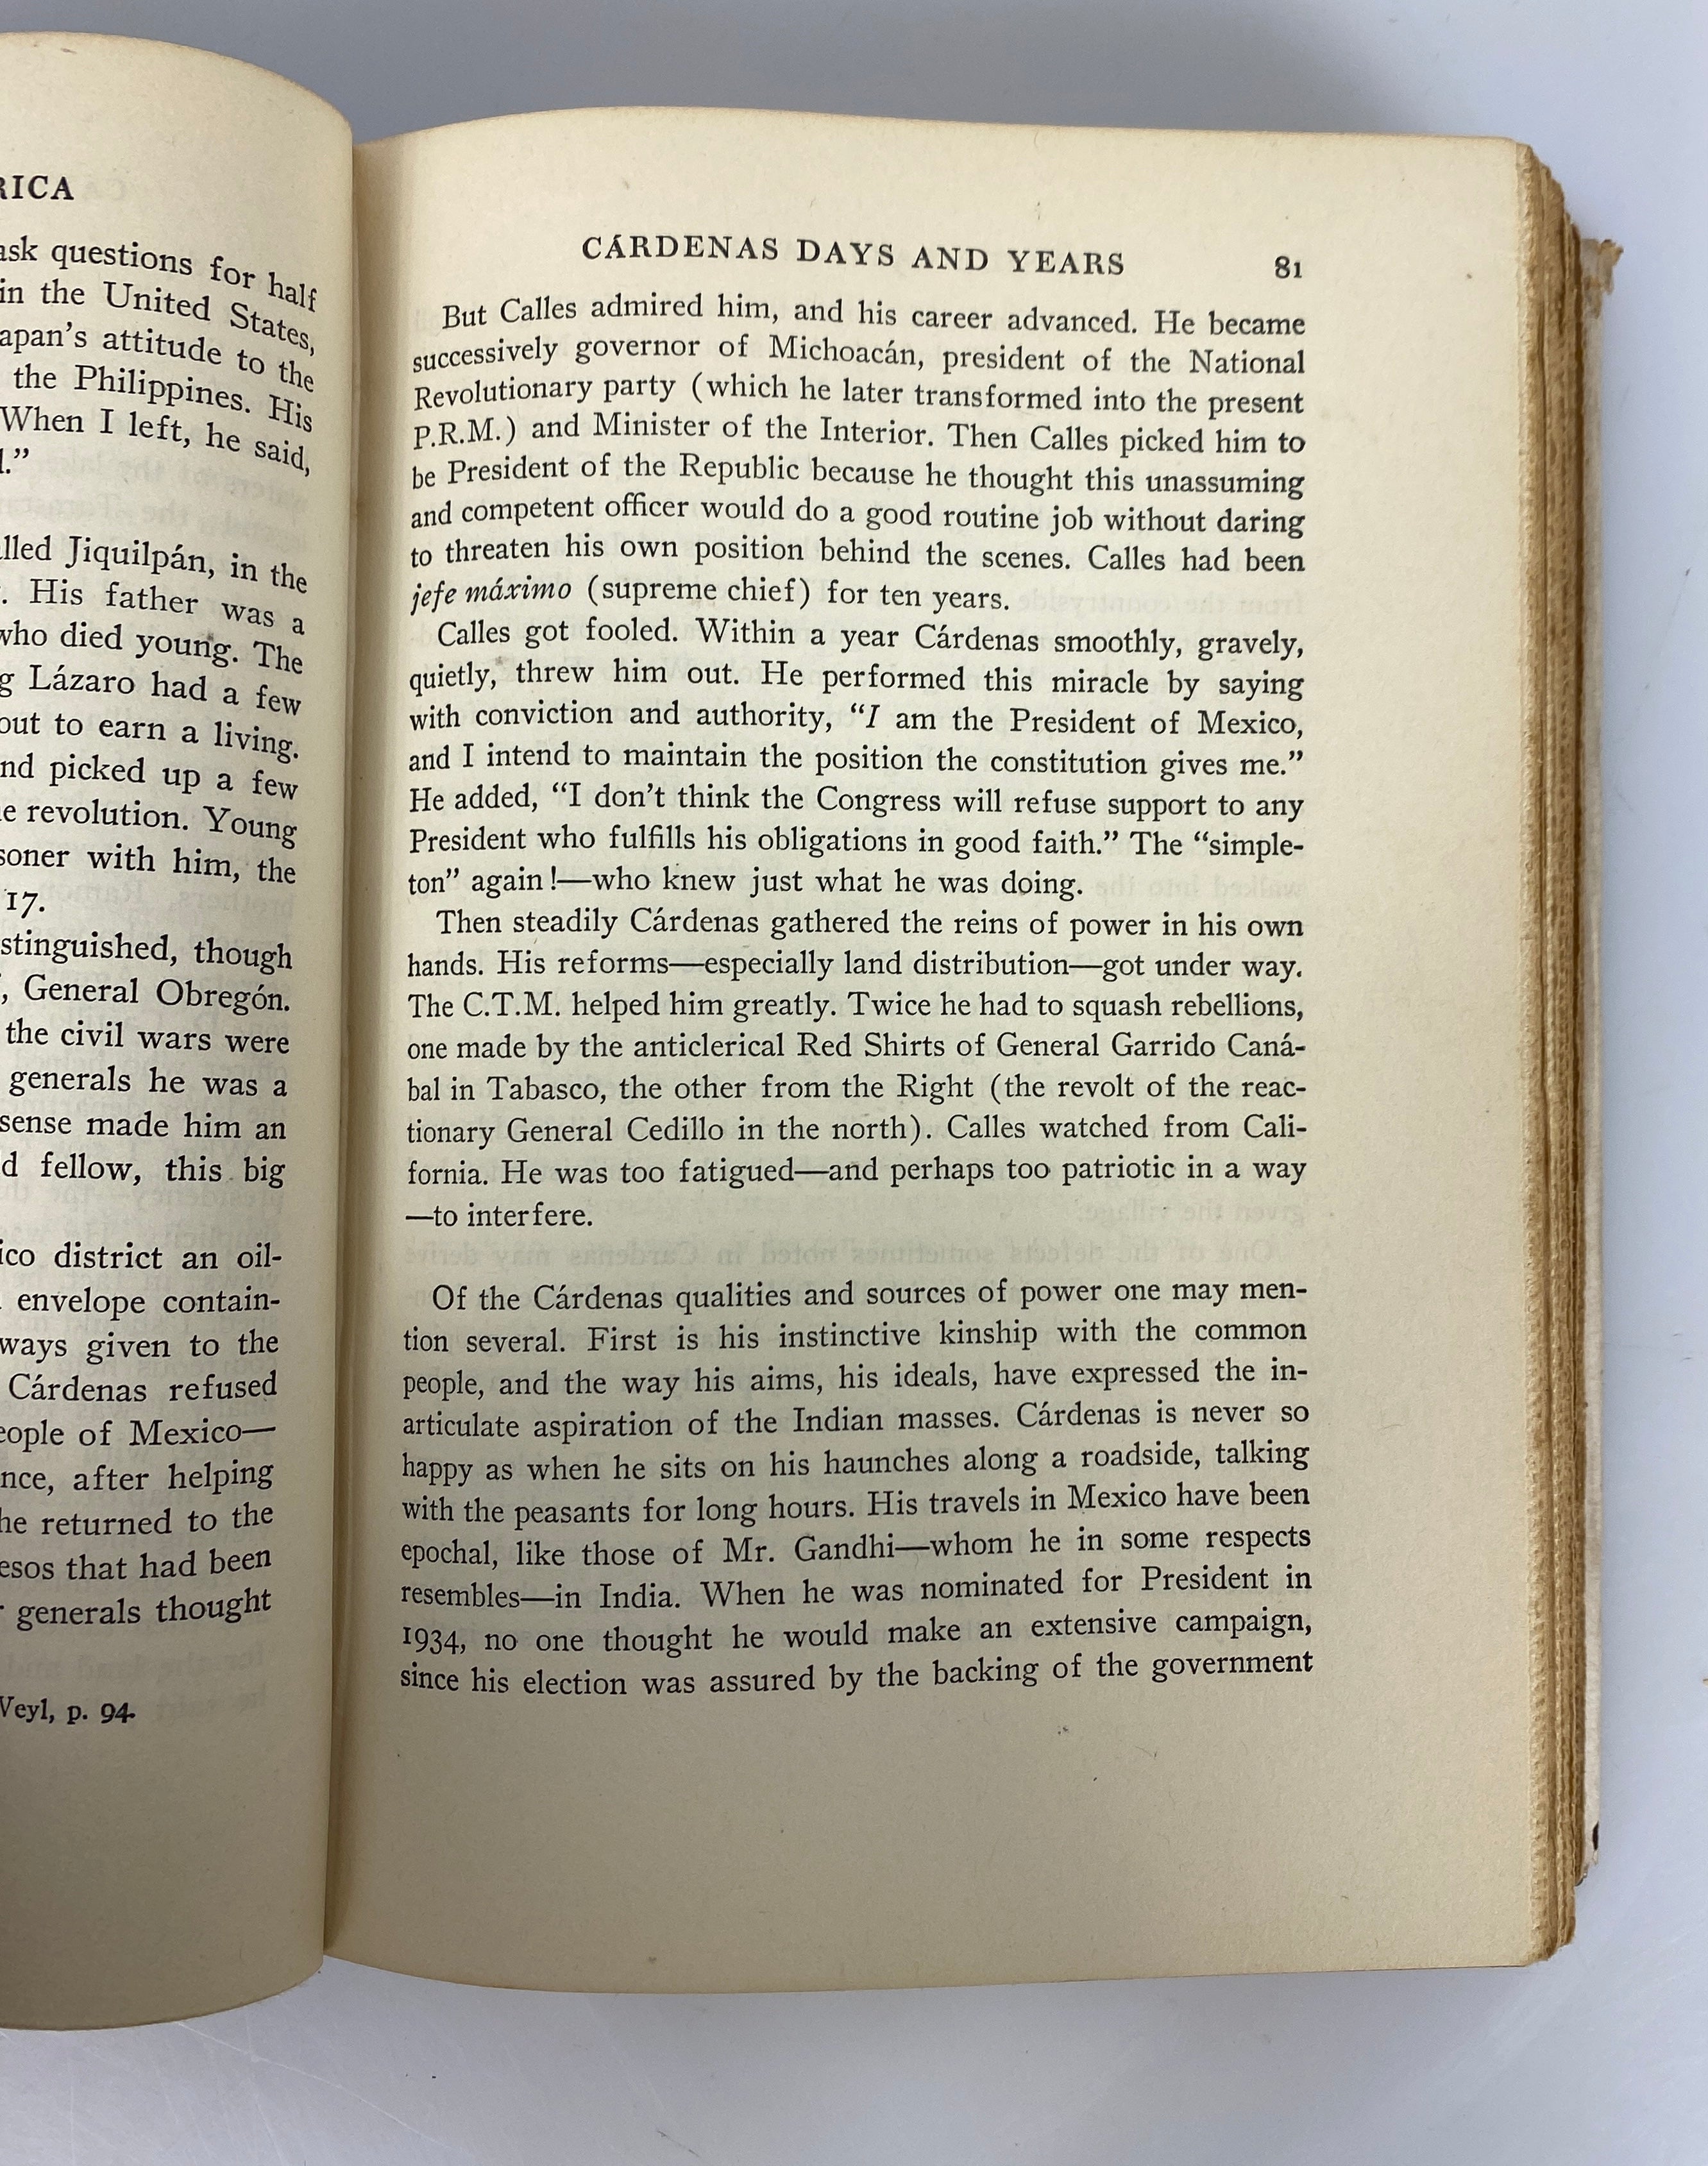 RICA
ask questions for half
in the United States,
apan's attitude to the
the Philippines. His
When I left, he said,
."
lled Jiquilpán, in the
. His father was a
who died young. The
g Lázaro had a few
out to earn a living.
nd picked up a few
e revolution. Young
soner with him, the
17.
stinguished, though
, General Obregón.
the civil wars were
generals he was a
sense made him an
d fellow, this big
ico district an oil-
envelope contain-
ways given to the
Cárdenas refused
eople of Mexico—
nce, after helping
he returned to the
esos that had been
generals thought
Weyl, p. 94.
CÁRDENAS DAYS AND YEARS 81
But Calles admired him, and his career advanced. He became
successively governor of Michoacán, president of the National
Revolutionary party (which he later transformed into the present
P.R.M.) and Minister of the Interior. Then Calles picked him to
be President of the Republic because he thought this unassuming
and competent officer would do a good routine job without daring
to threaten his own position behind the scenes. Calles had been
jefe máximo (supreme chief) for ten years.
Calles got fooled. Within a year Cárdenas smoothly, gravely,
quietly, threw him out. He performed this miracle by saying
with conviction and authority, "I am the President of Mexico,
and I intend to maintain the position the constitution gives me."
He added, "I don't think the Congress will refuse support to any
President who fulfills his obligations in good faith." The "simple-
ton" again!—who knew just what he was doing.
Then steadily Cárdenas gathered the reins of power in his own
hands. His reforms—especially land distribution—got under way.
The C.T.M. helped him greatly. Twice he had to squash rebellions,
one made by the anticlerical Red Shirts of General Garrido Caná-
bal in Tabasco, the other from the Right (the revolt of the reac-
tionary General Cedillo in the north). Calles watched from Cali-
fornia. He was too fatigued—and perhaps too patriotic in a way
—to interfere.
Of the Cárdenas qualities and sources of power one may men-
tion several. First is his instinctive kinship with the common
people, and the way his aims, his ideals, have expressed the in-
articulate aspiration of the Indian masses. Cárdenas is never so
happy as when he sits on his haunches along a roadside, talking
with the peasants for long hours. His travels in Mexico have been
epochal, like those of Mr. Gandhi—whom he in some respects
resembles—in India. When he was nominated for President in
1934, no one thought he would make an extensive campaign,
since his election was assured by the backing of the government